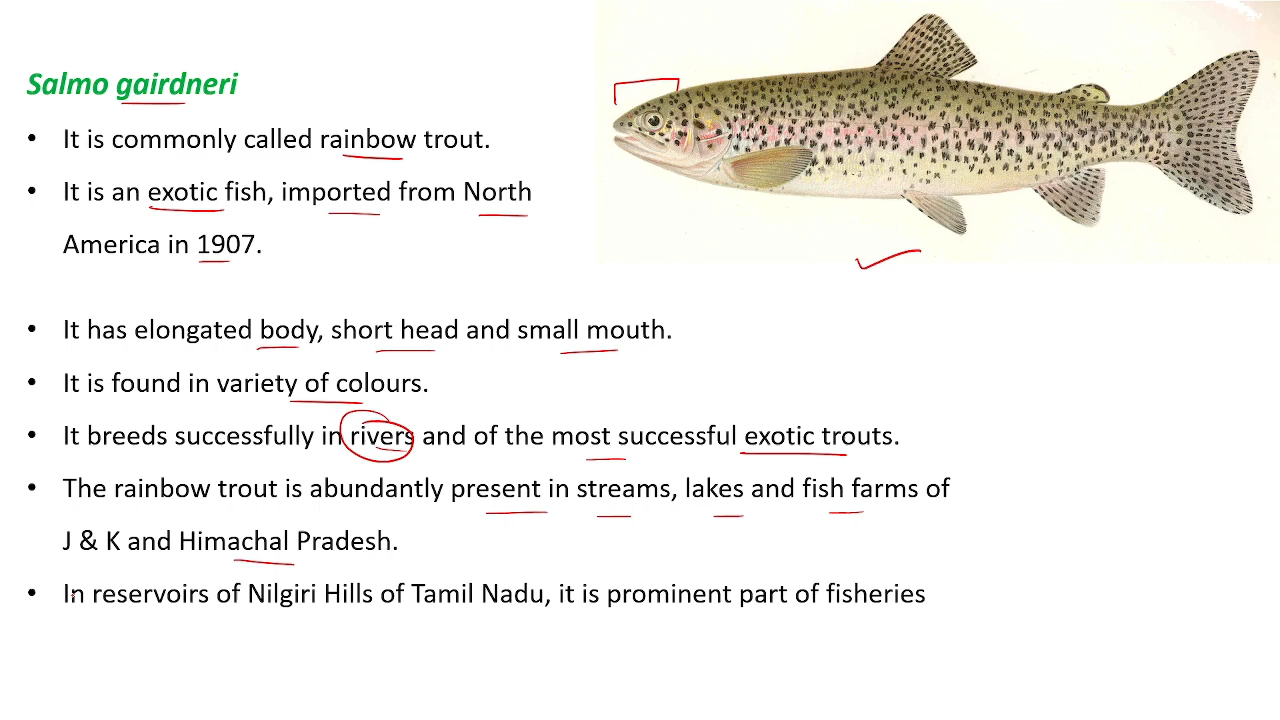 Salmo gairdneri
• It is commonly called rainbow trout.
• It is an exotic fish, imported from North
America in 1907.
• It has elongated body, short head and small mouth.
• It is found in variety of colours.
• It breeds successfully in rivers and of the most successful exotic trouts.
• The rainbow trout is abundantly present in streams, lakes and fish farms of
J & K and Himachal Pradesh.
• In reservoirs of Nilgiri Hills of Tamil Nadu, it is prominent part of fisheries